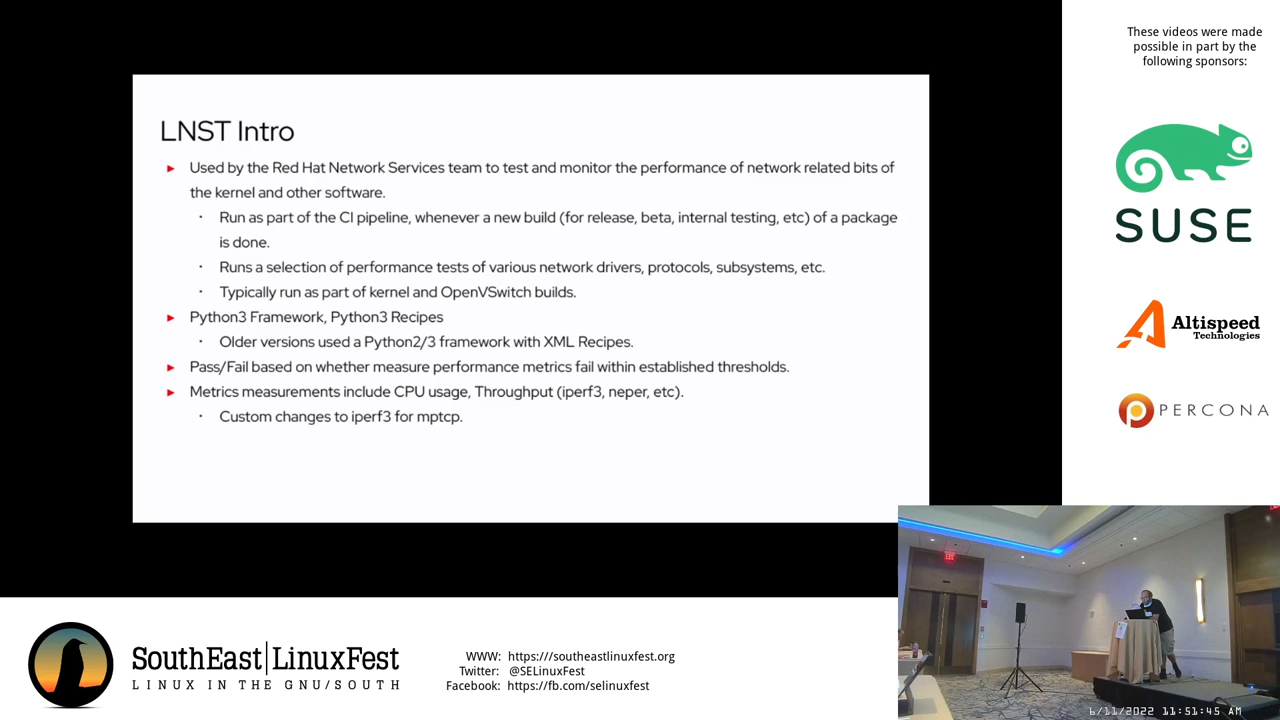 These videos were made
possible in part by the
following sponsors:
LNST Intro
Used by the Red Hat Network Services team to test and monitor the performance of network related bits of
the kernel and other software.
Run as part of the CI pipeline, whenever a new build (for release, beta, internal testing, etc) of a package
is done.
Runs a selection of performance tests of various network drivers, protocols, subsystems, etc.
Typically run as part of kernel and OpenVSwitch builds.
Python3 Framework, Python3 Recipes
Older versions used a Python2/3 framework with XML Recipes.
Pass/Fail based on whether measure performance metrics fail within established thresholds.
Metrics measurements include CPU usage, Throughput (iperf3, neper, etc).
Custom changes to iperf3 for mptcp.
SUSE
Altispeed
Technologies
PERCONA
SouthEast|LinuxFest
LINUX IN THE GNU/SOUTH
WWW: https:///southeastlinuxfest.org
Twitter: @SELinuxFest
Facebook: https://fb.com/selinuxfest
EXIT
6/11/2022 11:51:45 AM